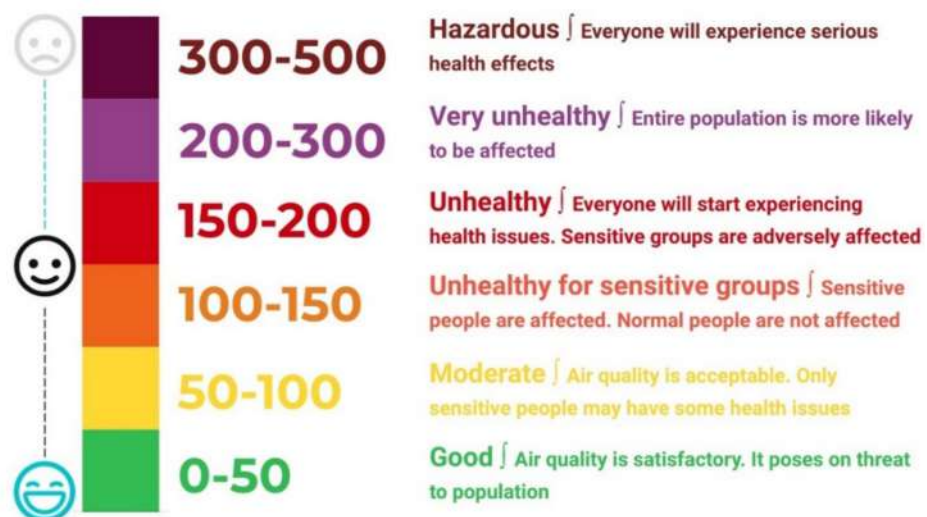 300-500
Hazardous ∫ Everyone will experience serious
health effects
200-300
Very unhealthy ∫ Entire population is more likely
to be affected
150-200
Unhealthy ∫ Everyone will start experiencing
health issues. Sensitive groups are adversely affected
100-150
Unhealthy for sensitive groups ∫ Sensitive
people are affected. Normal people are not affected
50-100
Moderate ∫ Air quality is acceptable. Only
sensitive people may have some health issues
0-50
Good ∫ Air quality is satisfactory. It poses on threat
to population